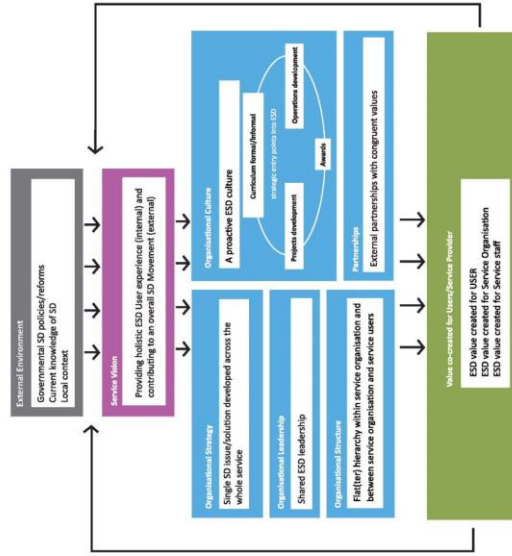 External Environment
Governmental SD policies/reforms
Current knowledge of SD
Local context
Service Vision
Providing holistic ESD User experience (internal) and
contributing to an overall SD Movement (external)
Organisational Strategy
Single SD issue/solution developed across the
whole service
Organisational Leadership
Shared ESD leadership
Organisational Structure
Flat(ter) hierarchy within service organisation and
between service organisation and service users
Organisational Culture
A proactive ESD culture
Curriculum formal/informal
strategic entry points into ESD
Projects development
Operations development
Awards
Partnerships
External partnerships with congruent values
Value co-created for Users/Service Provider
ESD value created for USER
ESD value created for Service Organisation
ESD value created for Service staff